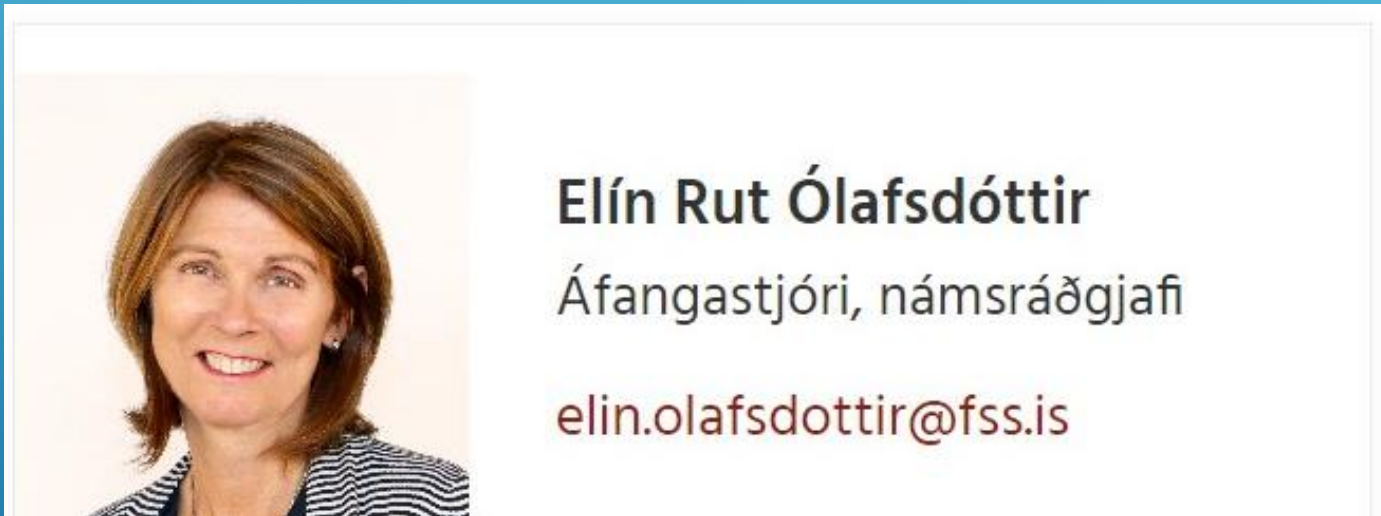 Elín Rut Ólafsdóttir
Áfangastjóri, námsráðgjafi
elin.olafsdottir@fss.is